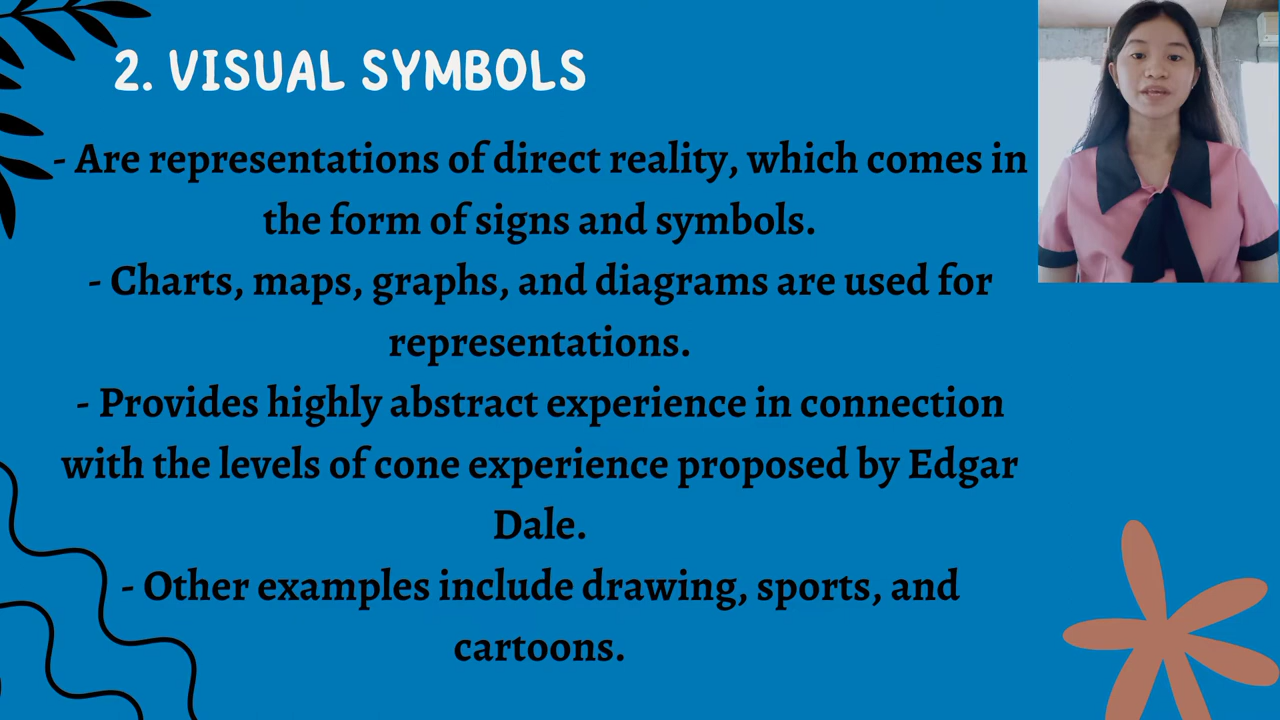 2. VISUAL SYMBOLS
- Are representations of direct reality, which comes in
the form of signs and symbols.
- Charts, maps, graphs, and diagrams are used for
representations.
- Provides highly abstract experience in connection
with the levels of cone experience proposed by Edgar
Dale.
- Other examples include drawing, sports, and
cartoons.